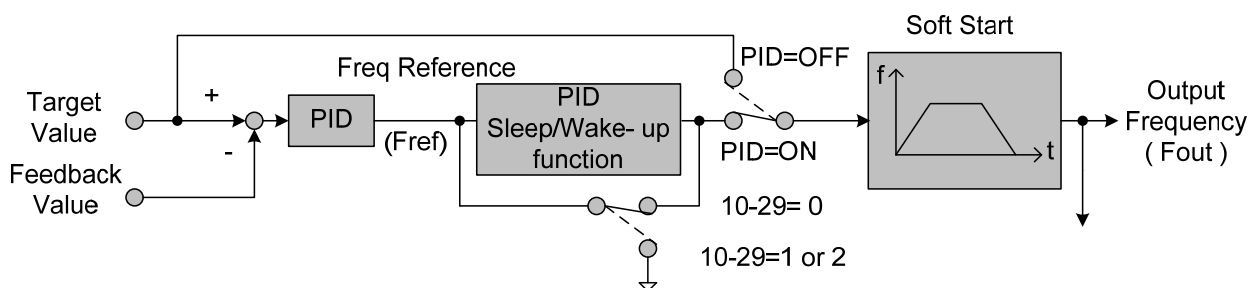 Soft Start
PID=OFF
Freq Reference
f
Target
Value
+
-
PID
(Fref)
PID
Sleep/Wake- up
function
PID=ON
t
Output
Frequency
( Fout )
Feedback
Value
10-29= 0
10-29=1 or 2